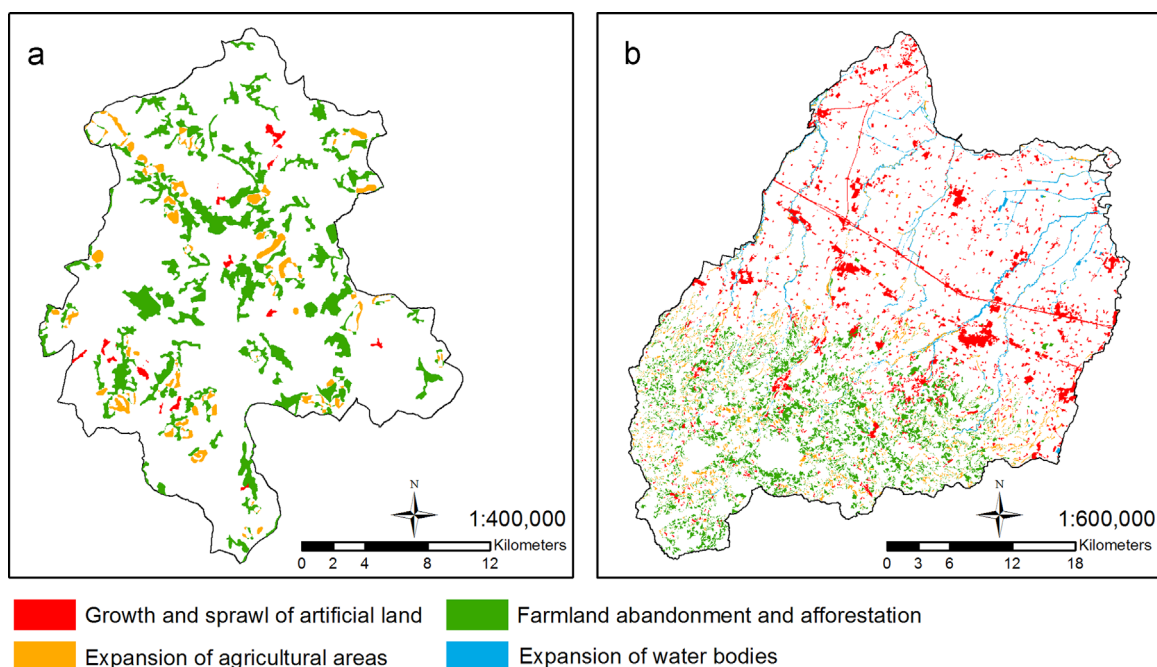 a
N
1:400,000
Kilometers
0 2 4 8 12
b
N
1:600,000
Kilometers
0 3 6 12 18
Growth and sprawl of artificial land
Farmland abandonment and afforestation
Expansion of agricultural areas
Expansion of water bodies